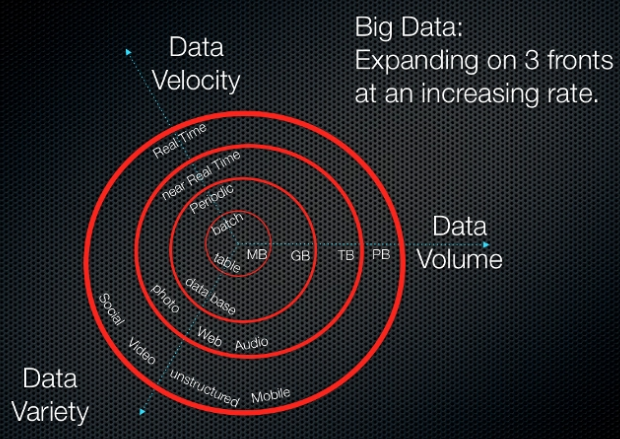 Big Data:
Expanding on 3 fronts
at an increasing rate.
Data
Velocity
Real Time
near Real Time
Periodic
batch
table
MB
GB
TB
PB
Data
Volume
data base
photo
Web
Audio
Social
Video
unstructured
Mobile
Data
Variety